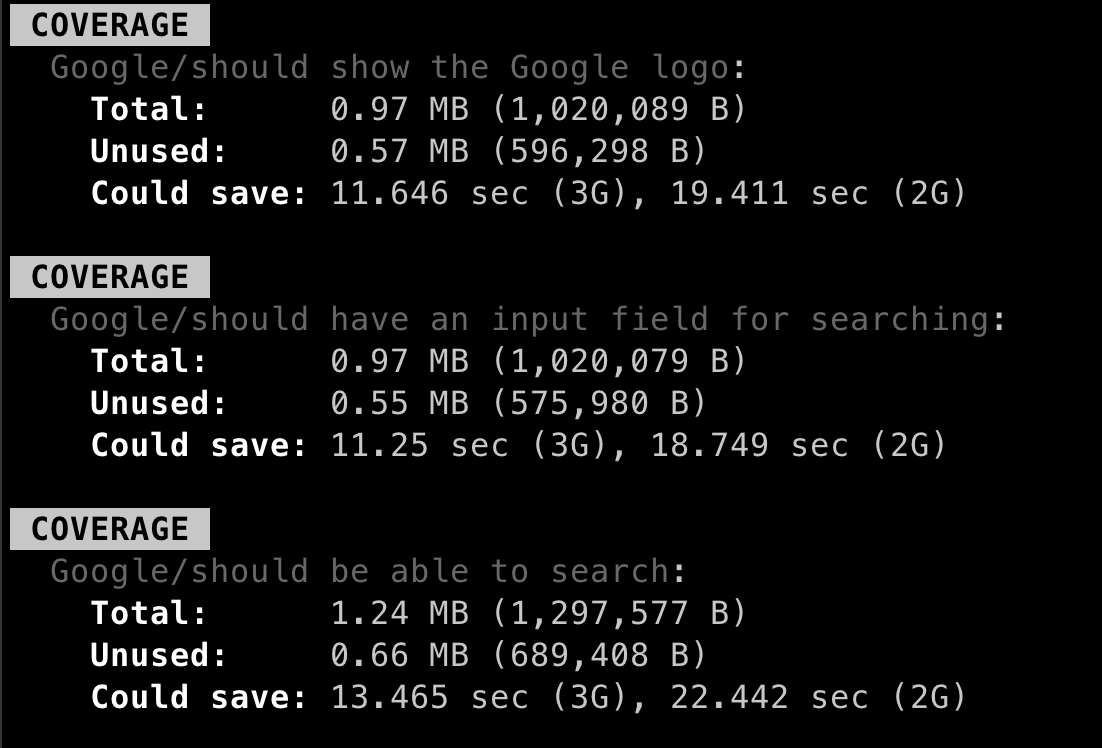 COVERAGE
Google/should show the Google logo:
Total: 0.97 MB (1,020,089 B)
Unused: 0.57 MB (596,298 B)
Could save: 11.646 sec (3G), 19.411 sec (2G)
COVERAGE
Google/should have an input field for searching:
Total: 0.97 MB (1,020,079 B)
Unused: 0.55 MB (575,980 B)
Could save: 11.25 sec (3G), 18.749 sec (2G)
COVERAGE
Google/should be able to search:
Total: 1.24 MB (1,297,577 B)
Unused: 0.66 MB (689,408 B)
Could save: 13.465 sec (3G), 22.442 sec (2G)